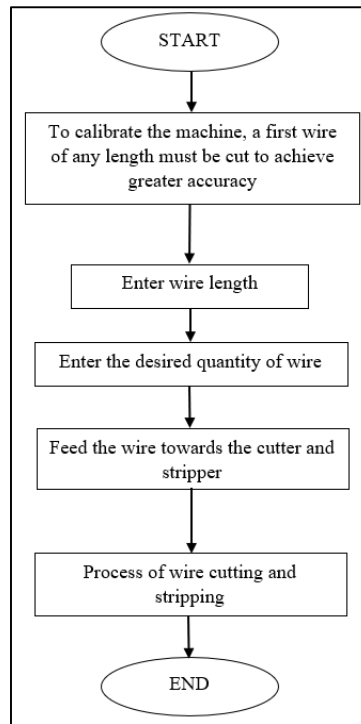 START
To calibrate the machine, a first wire
of any length must be cut to achieve
greater accuracy
Enter wire length
Enter the desired quantity of wire
Feed the wire towards the cutter and
stripper
Process of wire cutting and
stripping
END